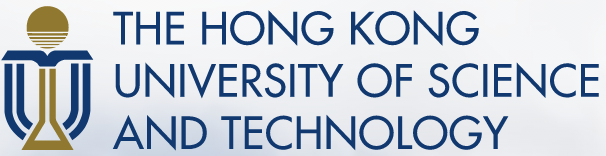 THE HONG KONG
UNIVERSITY OF SCIENCE
AND TECHNOLOGY